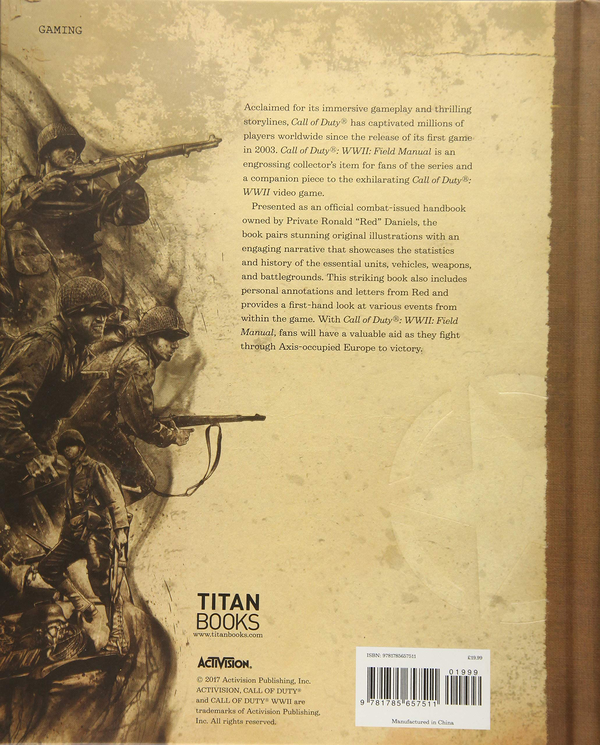 GAMING
Acclaimed for its immersive gameplay and thrilling
storylines, Call of Duty® has captivated millions of
players worldwide since the release of its first game
in 2003. Call of Duty®: WWII: Field Manual is an
engrossing collector's item for fans of the series and
a companion piece to the exhilarating Call of Duty®:
WWII video game.
Presented as an official combat-issued handbook
owned by Private Ronald “Red” Daniels, the
book pairs stunning original illustrations with an
engaging narrative that showcases the statistics
and history of the essential units, vehicles, weapons,
and battlegrounds. This striking book also includes
personal annotations and letters from Red and
provides a first-hand look at various events from
within the game. With Call of Duty®: WWII: Field
Manual, fans will have a valuable aid as they fight
through Axis-occupied Europe to victory.
TITAN
BOOKS
www.titanbooks.com
ACTIVISION.
© 2017 Activision Publishing, Inc.
ACTIVISION, CALL OF DUTY®
and CALL OF DUTY® WWII are
trademarks of Activision Publishing,
Inc. All rights reserved.
ISBN: 9781785657511 £19.99
01999
9 781785 657511
Manufactured in China